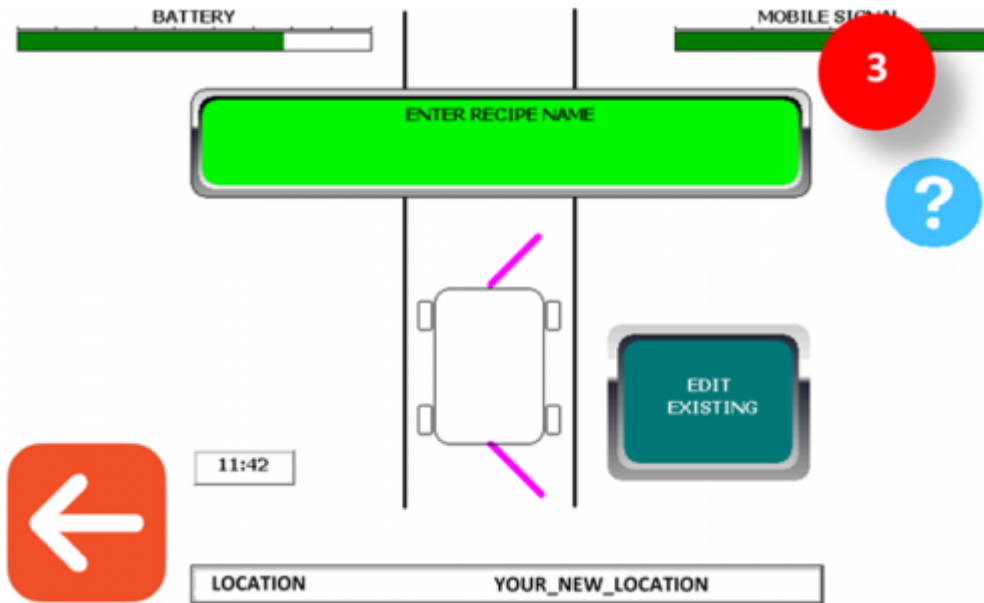 BATTERY
MOBILE SIGNAL
3
ENTER RECIPE NAME
?
EDIT
EXISTING
11:42
LOCATION YOUR_NEW_LOCATION